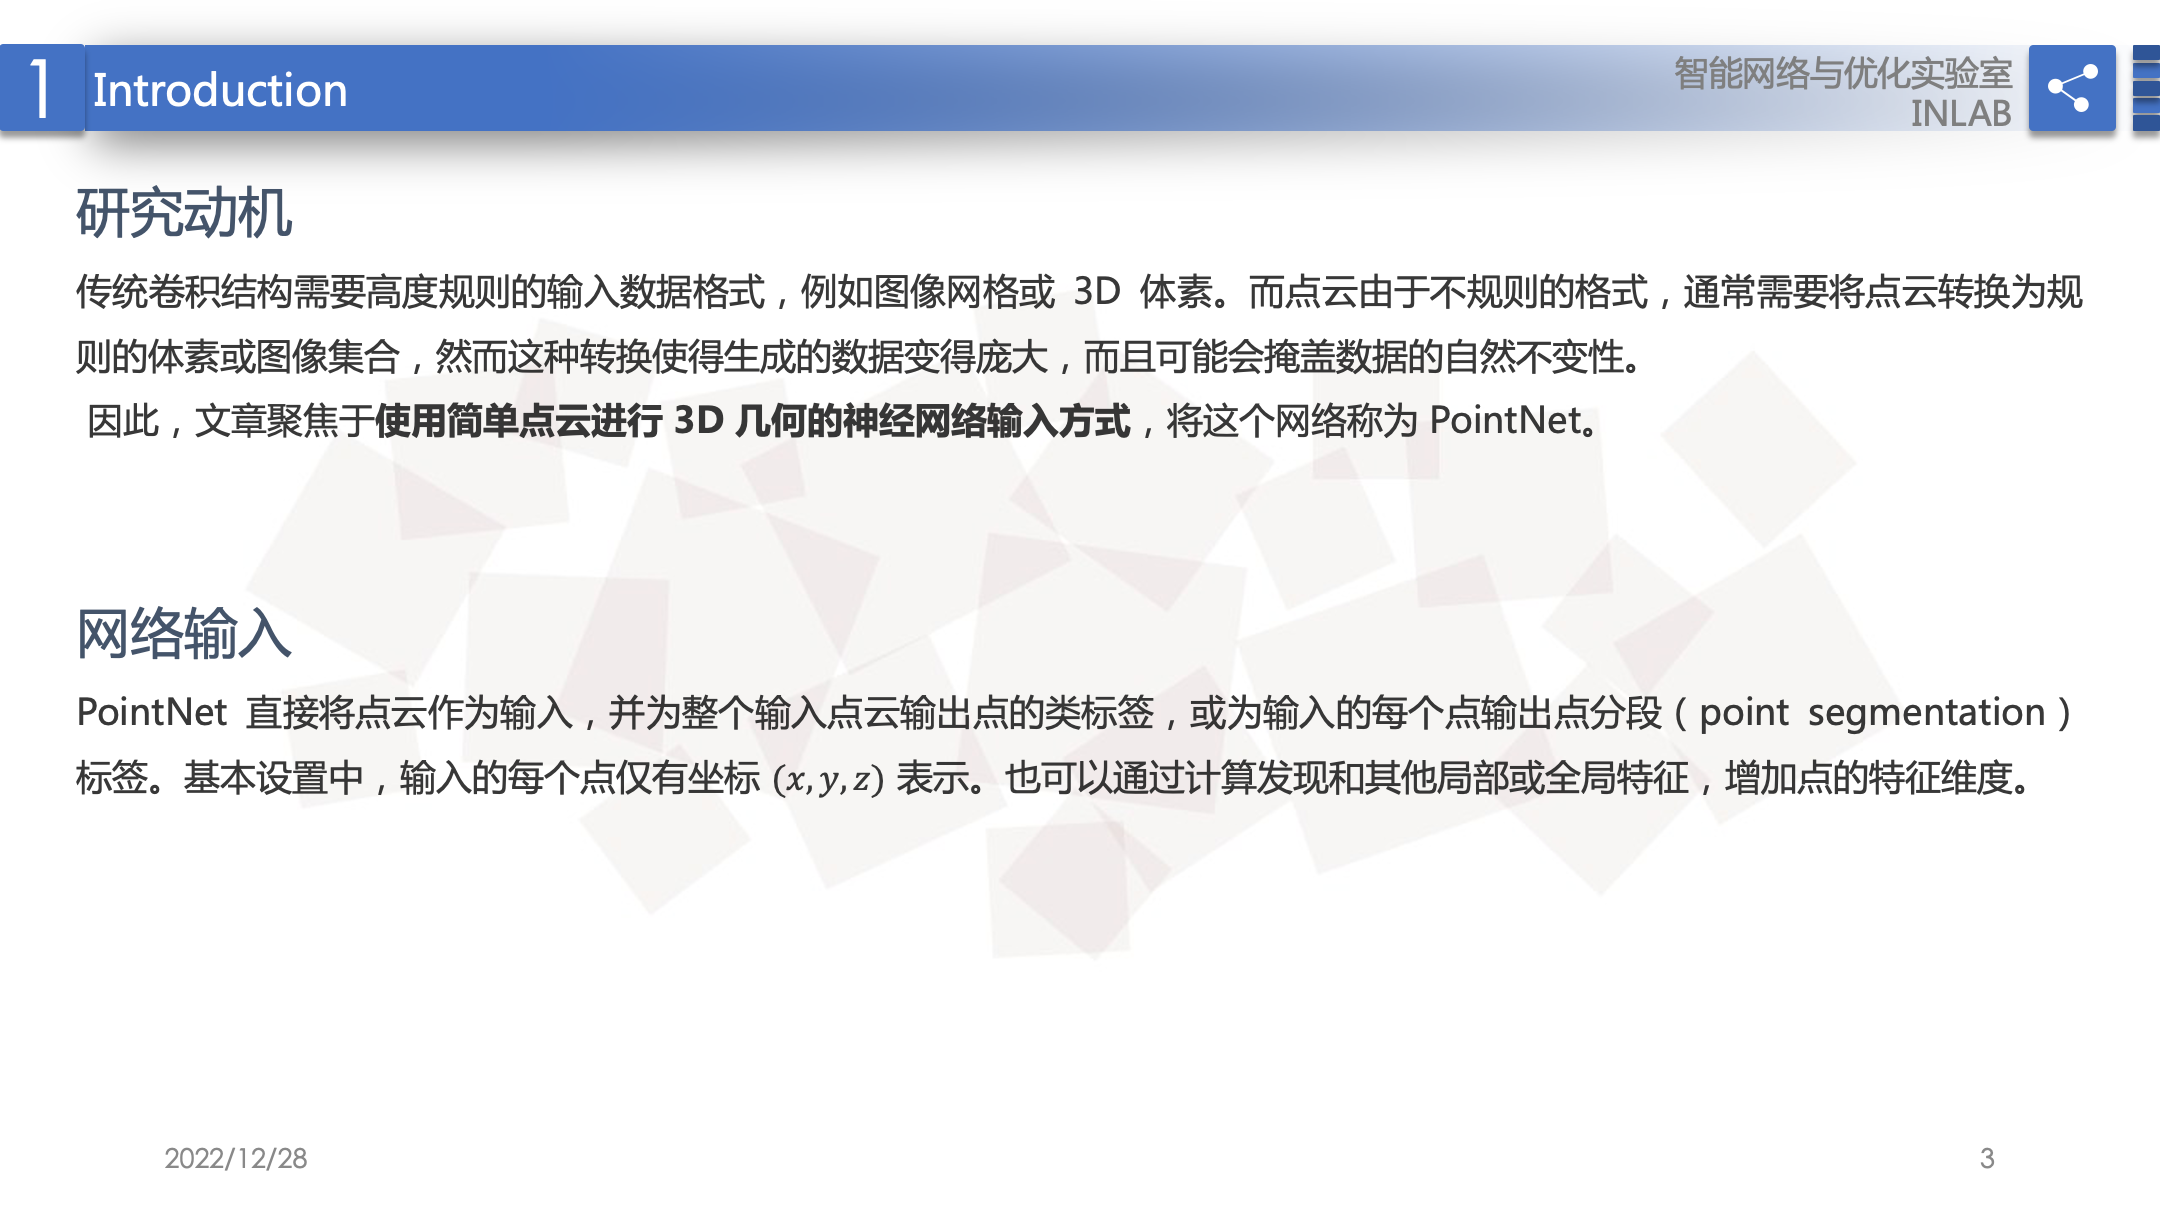 1 Introduction
智能网络与优化实验室
INLAB
研究动机
传统卷积结构需要高度规则的输入数据格式，例如图像网格或 3D 体素。而点云由于不规则的格式，通常需要将点云转换为规
则的体素或图像集合，然而这种转换使得生成的数据变得庞大，而且可能会掩盖数据的自然不变性。
因此，文章聚焦于使用简单点云进行 3D 几何的神经网络输入方式，将这个网络称为 PointNet。
网络输入
PointNet 直接将点云作为输入，并为整个输入点云输出点的类标签，或为输入的每个点输出点分段（point segmentation）
标签。基本设置中，输入的每个点仅有坐标 (x, y, z) 表示。也可以通过计算发现和其他局部或全局特征，增加点的特征维度。
2022/12/28
3